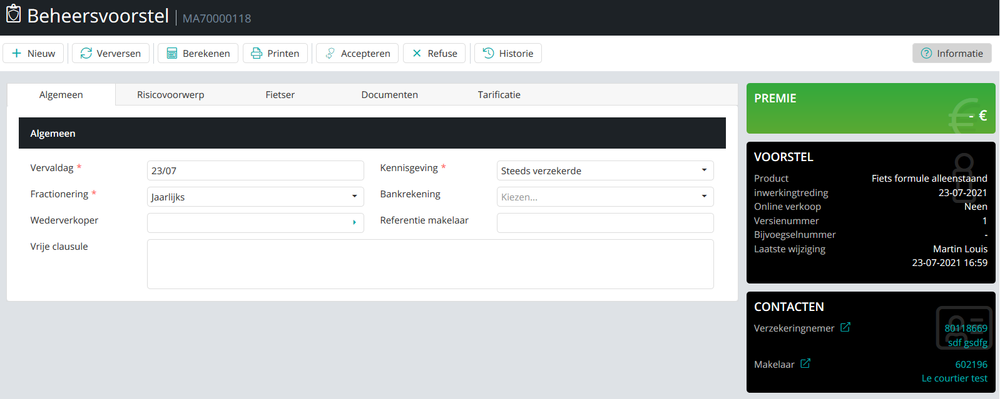 Beheersvoorstel MA70000118
Nieuw Verversen Berekenen Printen Accepteren Refuse Historie Informatie
Algemeen Risicovoorwerp Fietser Documenten Tarificatie
Algemeen
Vervaldag * 23/07 Kennisgeving * Steeds verzekerde
Fractionering * Jaarlijks Bankrekening Kiezen...
Wederverkoper Referentie makelaar
Vrije clausule
PREMIE
- €
VOORSTEL
Product Fiets formule alleenstaand
inwerkingtreding 23-07-2021
Online verkoop Neen
Versienummer 1
Bijvoegselnummer -
Laatste wijziging Martin Louis
23-07-2021 16:59
CONTACTEN
Verzekeringnemer 80118669
sdf gsdfg
Makelaar 602196
Le courtier test